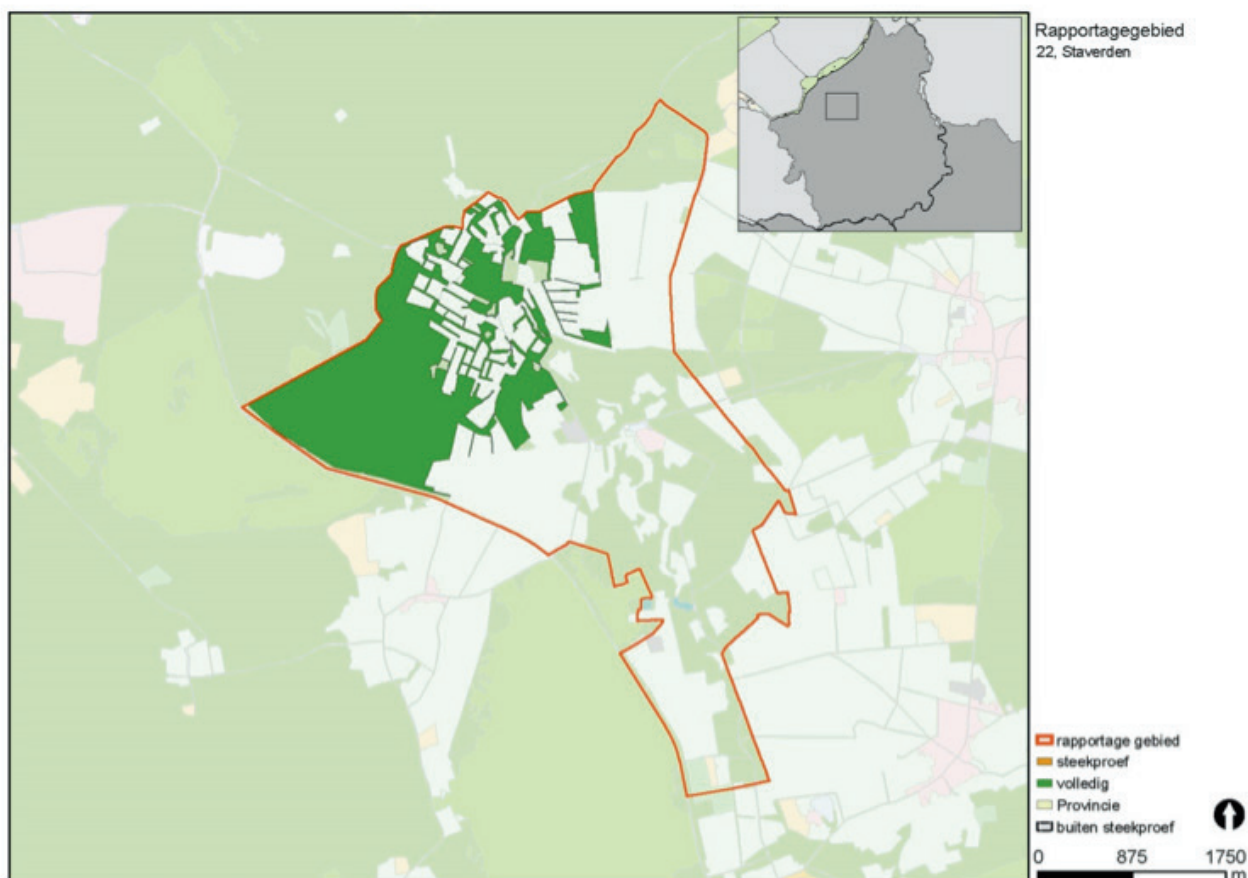 Rapportagegebied
22, Staverden
rapportage gebied
steekproef
volledig
Provincie
buiten steekproef
0 875 1750
m